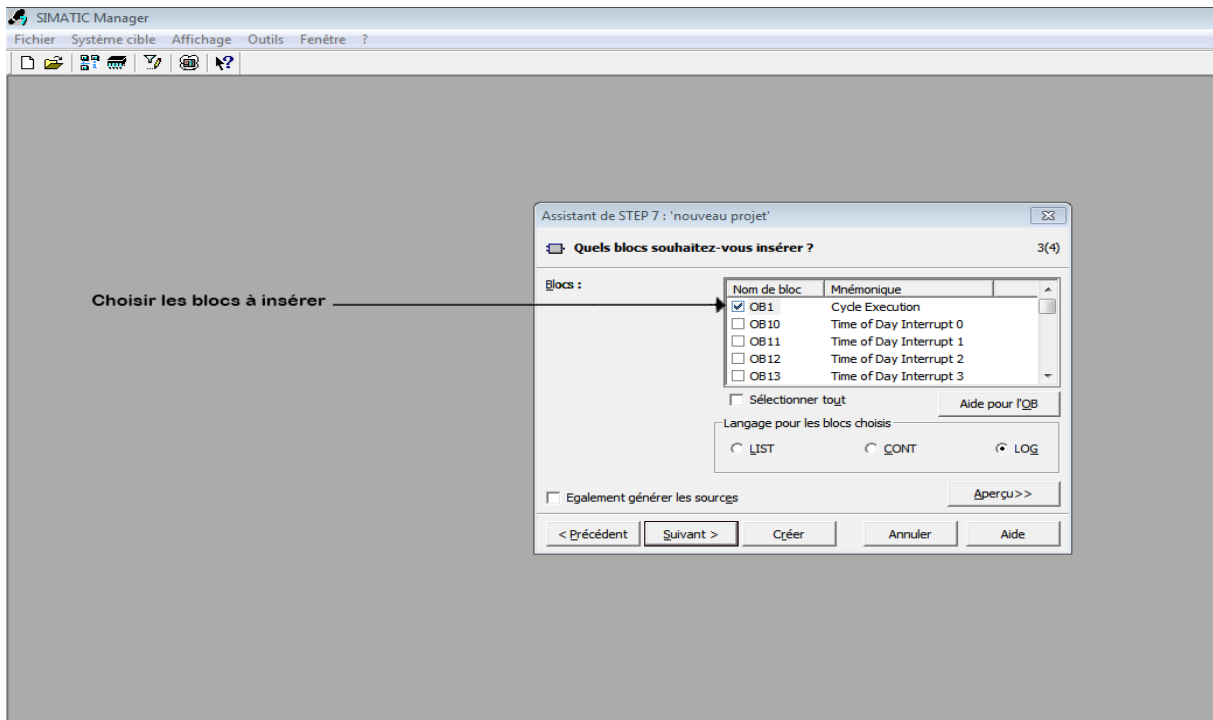 SIMATIC Manager
Fichier Système cible Affichage Outils Fenêtre ?
Assistant de STEP 7 : 'nouveau projet'
Quels blocs souhaitez-vous insérer ? 3(4)
Blocs :
Nom de bloc Mnémonique
Choisir les blocs à insérer
OB1 Cycle Execution
OB10 Time of Day Interrupt 0
OB11 Time of Day Interrupt 1
OB12 Time of Day Interrupt 2
OB13 Time of Day Interrupt 3
Sélectionner tout Aide pour l'OB
Langage pour les blocs choisis
LIST CONT LOG
Egalement générer les sources Aperçu>>
< Précédent Suivant > Créer Annuler Aide